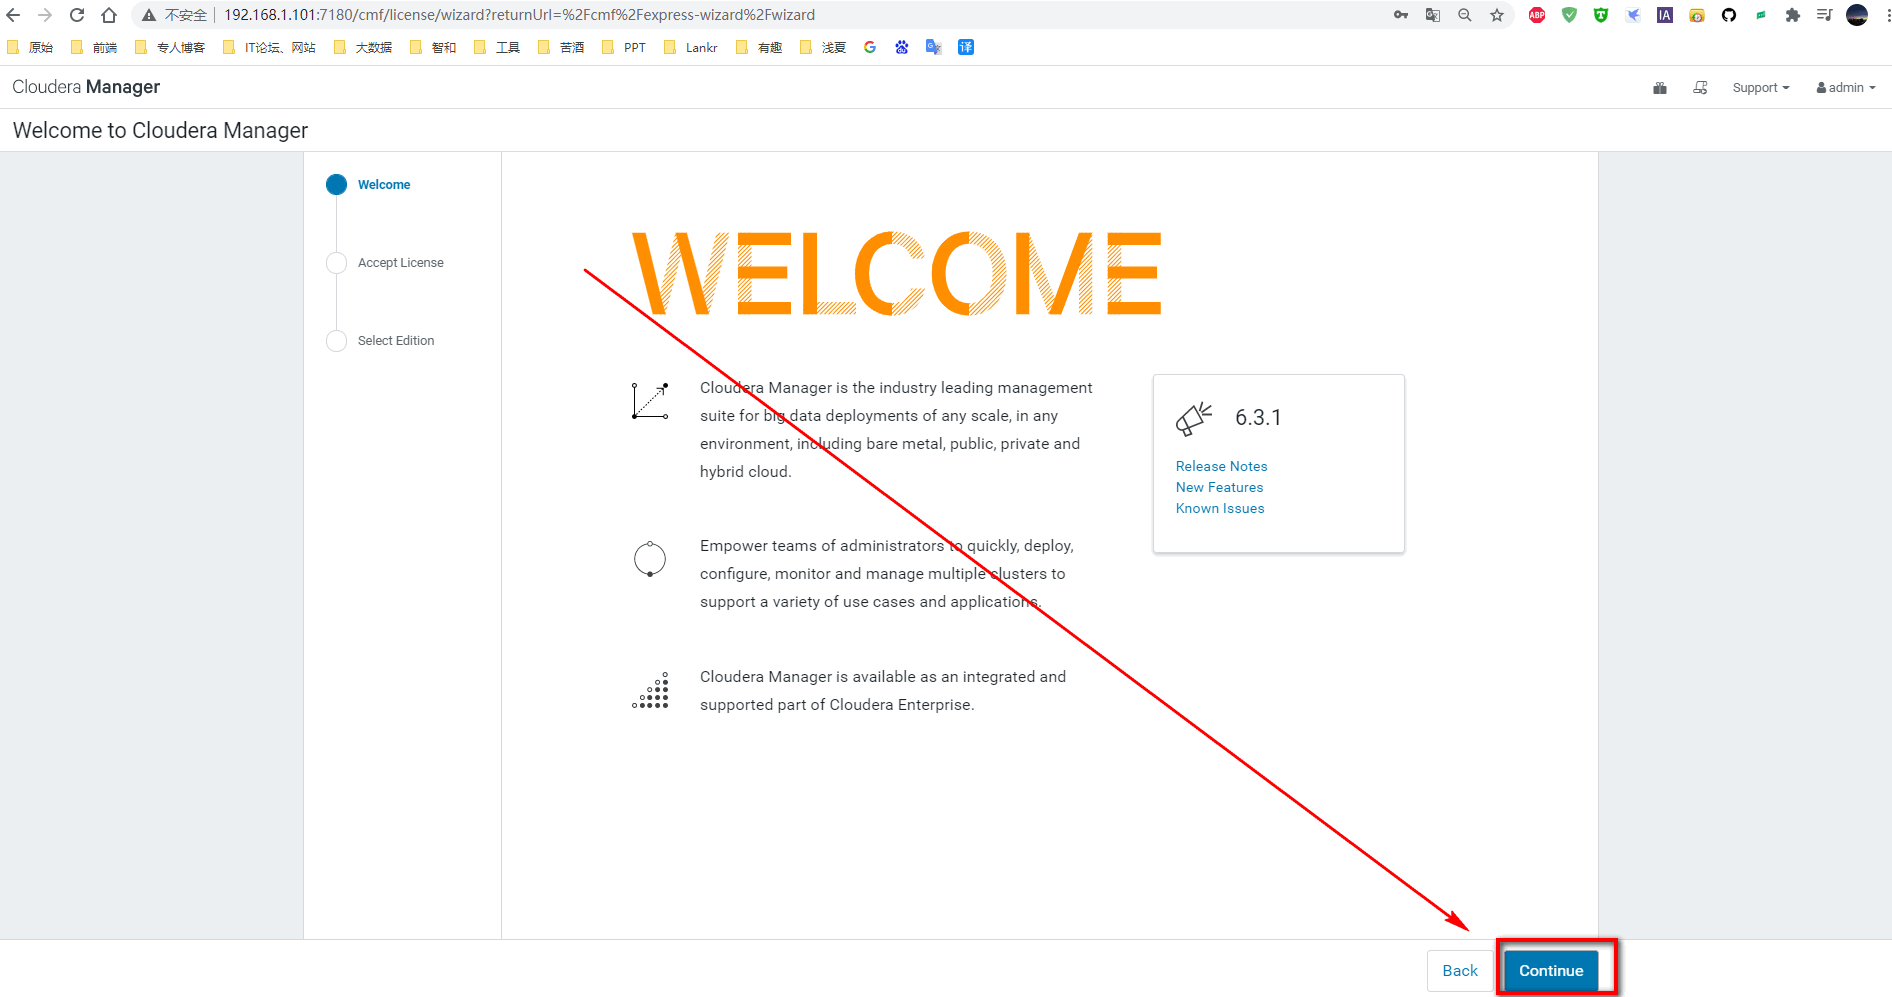 不安全 192.168.1.101:7180/cmf/license/wizard?returnUrl=%2Fcmf%2Fexpress-wizard%2Fwizard
ABP T IA
原始 前端 专人博客 IT论坛、网站 大数据 智和 工具 苦酒 PPT Lankr 有趣 浅夏 G 译
Cloudera Manager Support admin
Welcome to Cloudera Manager
Welcome
Accept License
Select Edition
WELCOME
Cloudera Manager is the industry leading management
suite for big data deployments of any scale, in any
environment, including bare metal, public, private and
hybrid cloud.
6.3.1
Release Notes
New Features
Known Issues
Empower teams of administrators to quickly, deploy,
configure, monitor and manage multiple clusters to
support a variety of use cases and applications.
Cloudera Manager is available as an integrated and
supported part of Cloudera Enterprise.
Back Continue